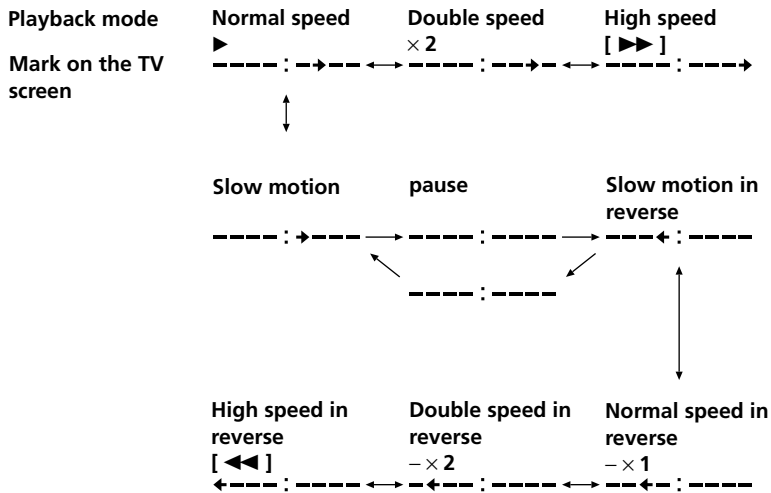 Playback mode
Normal speed
Double speed
High speed
▶
× 2
[ ▶▶ ]
Mark on the TV
screen
Slow motion
pause
Slow motion in
reverse
High speed in
reverse
[ ◀◀ ]
Double speed in
reverse
– × 2
Normal speed in
reverse
– × 1